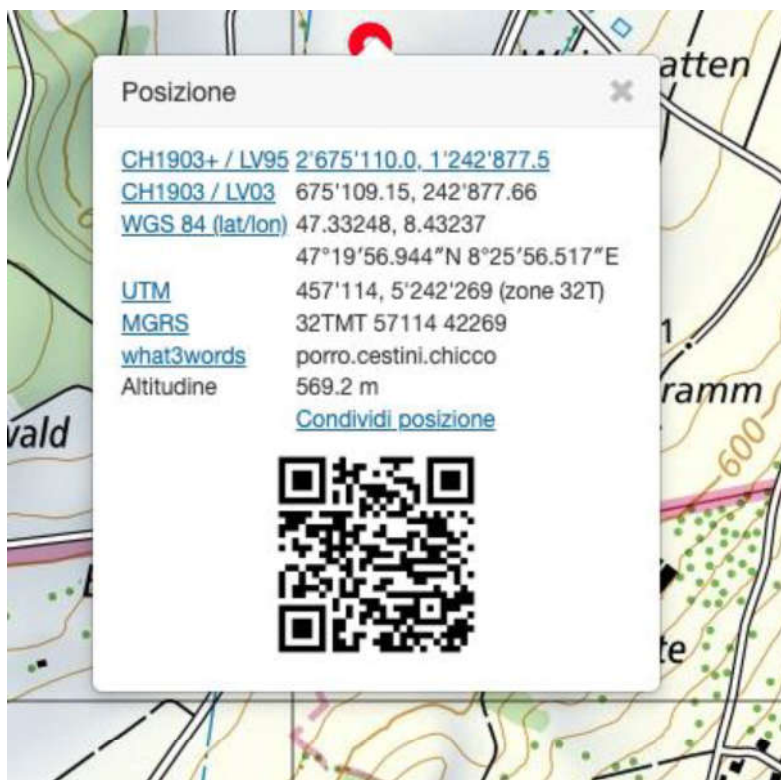 atten
Posizione
CH1903+ / LV95 2'675'110.0, 1'242'877.5
CH1903 / LV03 675'109.15, 242'877.66
WGS 84 (lat/lon) 47.33248, 8.43237
47°19′56.944″N 8°25′56.517″E
UTM 457'114, 5'242'269 (zone 32T)
MGRS 32TMT 57114 42269
what3words porro.cestini.chicco
Altitudine 569.2 m
Condividi posizione
1
ramm
vald
600
te